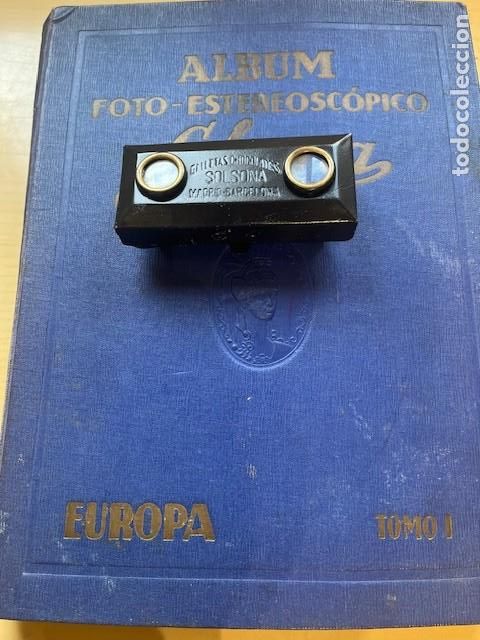 ALBUM
FOTO-ESTEREOSCÓPICO
GALLETAS CHOCOLATES
SOLSONA
MADRID-BARCELONA
EUROPA
TOMO I
todocoleccion